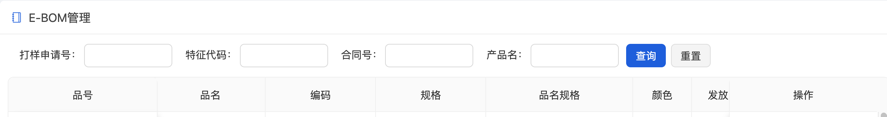 E-BOM管理
打样申请号： 特征代码： 合同号： 产品名： 查询 重置
品号 品名 编码 规格 品名规格 颜色 发放 操作